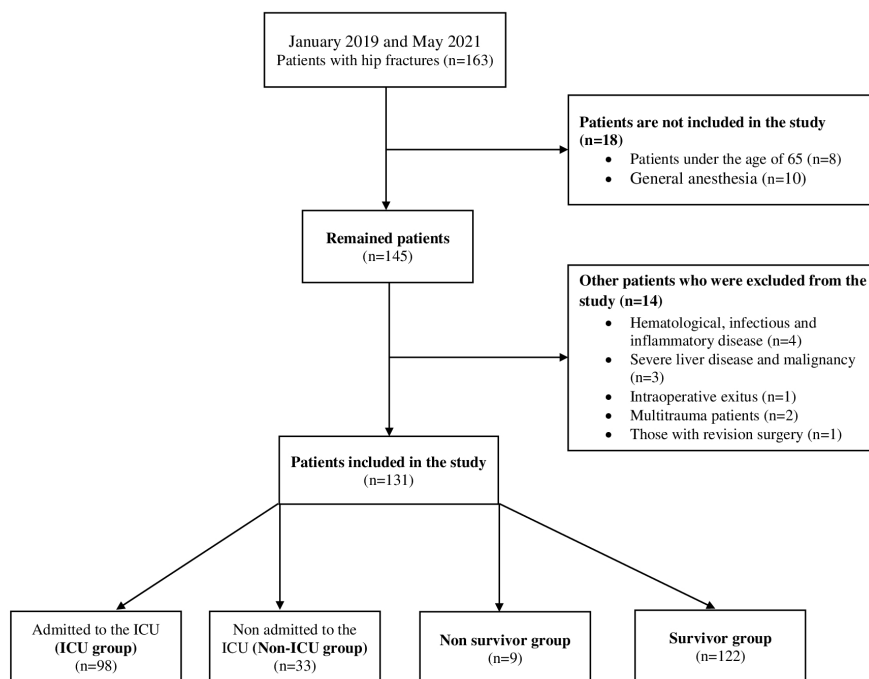 January 2019 and May 2021
Patients with hip fractures (n=163)
Patients are not included in the study
(n=18)
• Patients under the age of 65 (n=8)
• General anesthesia (n=10)
Remained patients
(n=145)
Other patients who were excluded from the
study (n=14)
• Hematological, infectious and
inflammatory disease (n=4)
• Severe liver disease and malignancy
(n=3)
• Intraoperative exitus (n=1)
• Multitrauma patients (n=2)
• Those with revision surgery (n=1)
Patients included in the study
(n=131)
Admitted to the ICU
(ICU group)
(n=98)
Non admitted to the
ICU (Non-ICU group)
(n=33)
Non survivor group
(n=9)
Survivor group
(n=122)